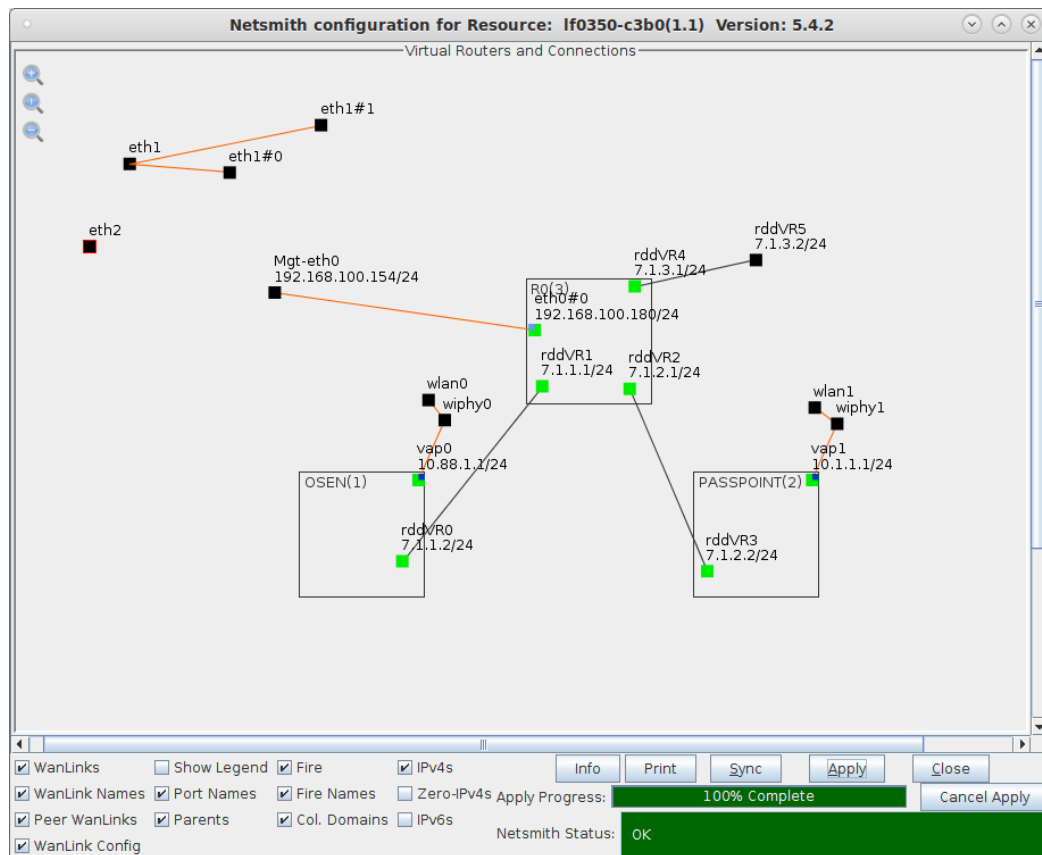 Netsmith configuration for Resource: lf0350-c3b0(1.1) Version: 5.4.2
Virtual Routers and Connections
eth1#1
eth1
eth1#0
eth2
rddVR5
7.1.3.2/24
Mgt-eth0
192.168.100.154/24
rddVR4
7.1.3.1/24
R0(3)
eth0#0
192.168.100.180/24
rddVR1
7.1.1.1/24
rddVR2
7.1.2.1/24
wlan0
wiphy0
wlan1
wiphy1
vap0
10.88.1.1/24
vap1
10.1.1.1/24
OSEN(1)
PASSPOINT(2)
rddVR0
7.1.1.2/24
rddVR3
7.1.2.2/24
WanLinks Show Legend Fire IPv4s Info Print Sync Apply Close
WanLink Names Port Names Fire Names Zero-IPv4s Apply Progress: 100% Complete Cancel Apply
Peer WanLinks Parents Col. Domains IPv6s Netsmith Status: OK
WanLink Config